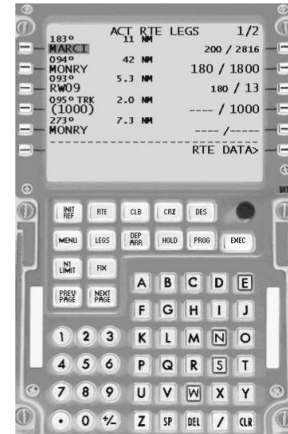 ACT RTE LEGS 1/2
183° 11 NM
MARCI 200 / 2816
094° 42 NM
MONRY 180 / 1800
093° 5.3 NM
RW09 180 / 13
095° TRK 2.0 NM
(1000) ---- / 1000
273° 7.3 NM
MONRY ---- /-----
RTE DATA>
INIT REF RTE CLB CRZ DES
MENU LEGS DEP ARR HOLD PROG EXEC
N1 LIMIT FIX
PREV PAGE NEXT PAGE
A B C D E
F G H I J
1 2 3 K L M N O
4 5 6 P Q R S T
7 8 9 U V W X Y
• 0 +/- Z SP DEL / CLR